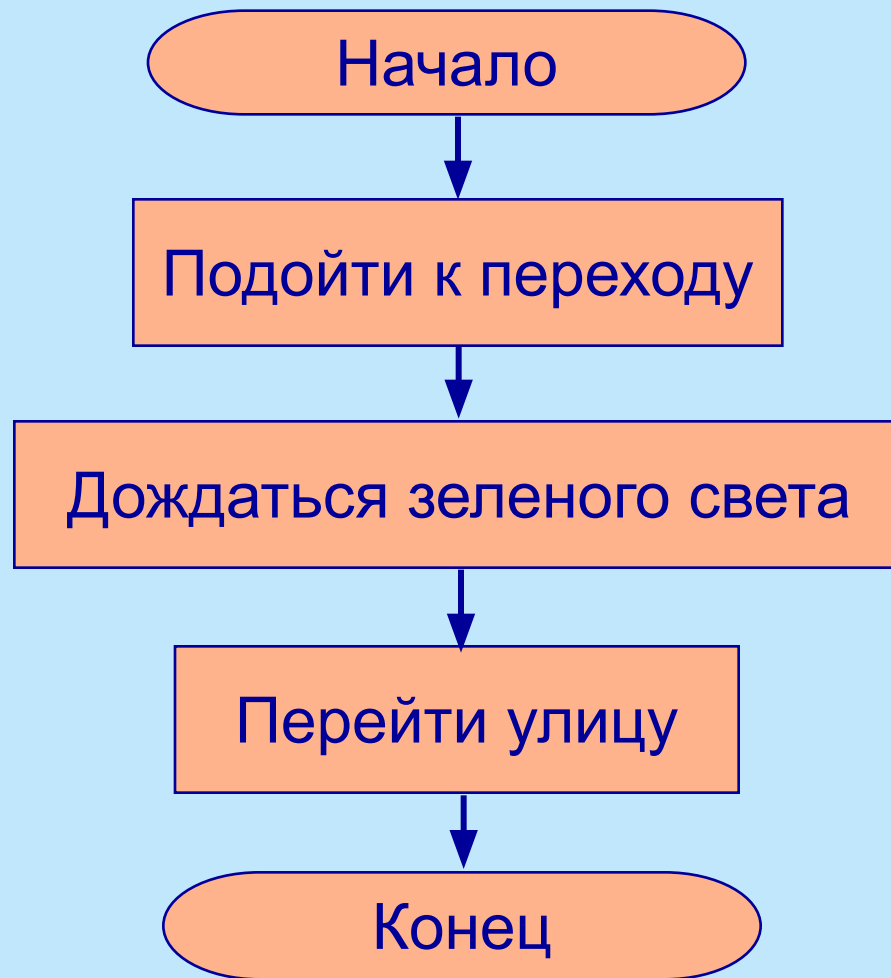 Начало
Подойти к переходу
Дождаться зеленого света
Перейти улицу
Конец